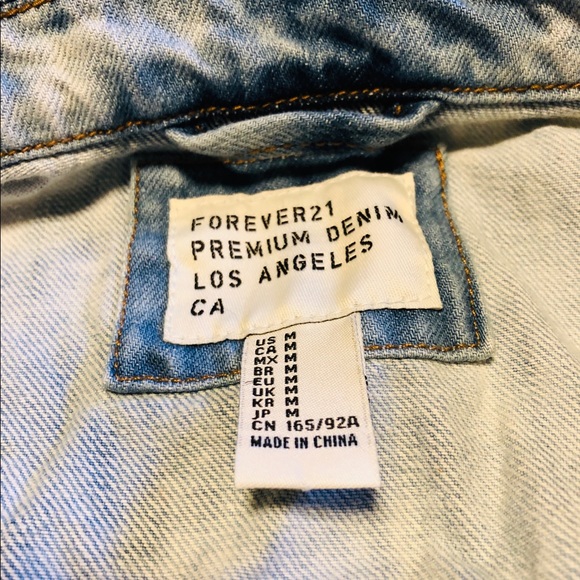 FOREVER21
PREMIUM DENIM
LOS ANGELES
CA
US M
CA M
MX M
BR M
EU M
UK M
KR M
JP M
CN 165/92A
MADE IN CHINA